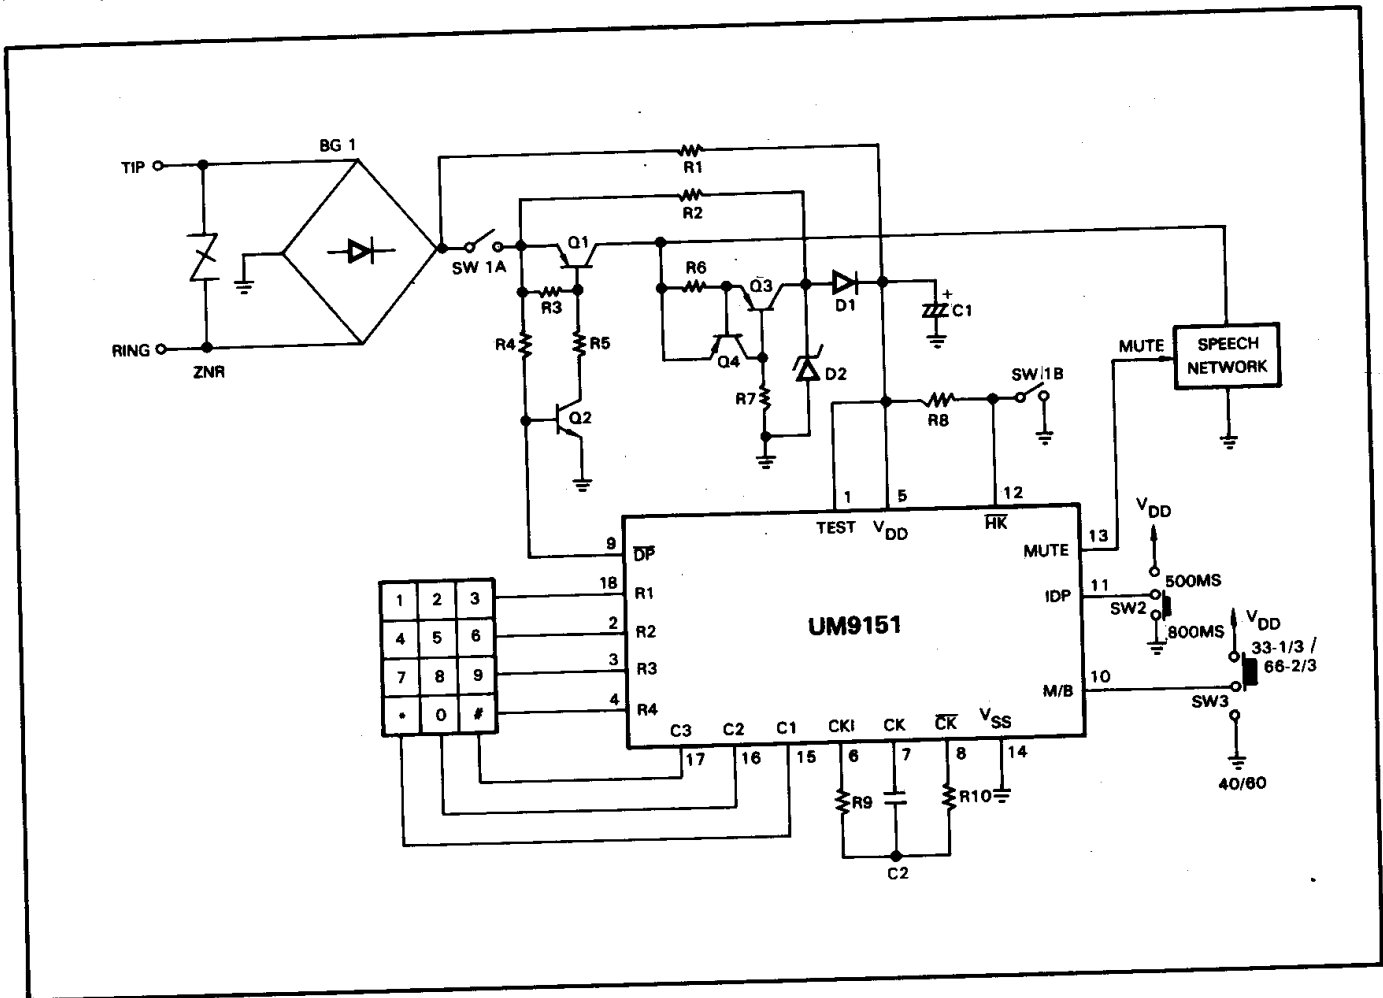 BG 1
TIP
R1
R2
Q1
SW 1A
R3
R6
Q3
D1
+
C1
RING
ZNR
R4
R5
Q4
D2
R7
Q2
MUTE
SPEECH
NETWORK
SW 1B
R8
1
5
12
TEST
VDD
HK
9
DP
MUTE
13
VDD
18
R1
IDP
11
500MS
SW2
800MS
2
R2
UM9151
VDD
33-1/3 /
66-2/3
3
R3
M/B
10
SW3
4
R4
40/60
1 2 3
4 5 6
7 8 9
* 0 #
C3
C2
C1
CKI
CK
CK
VSS
17
16
15
6
7
8
14
R9
R10
C2